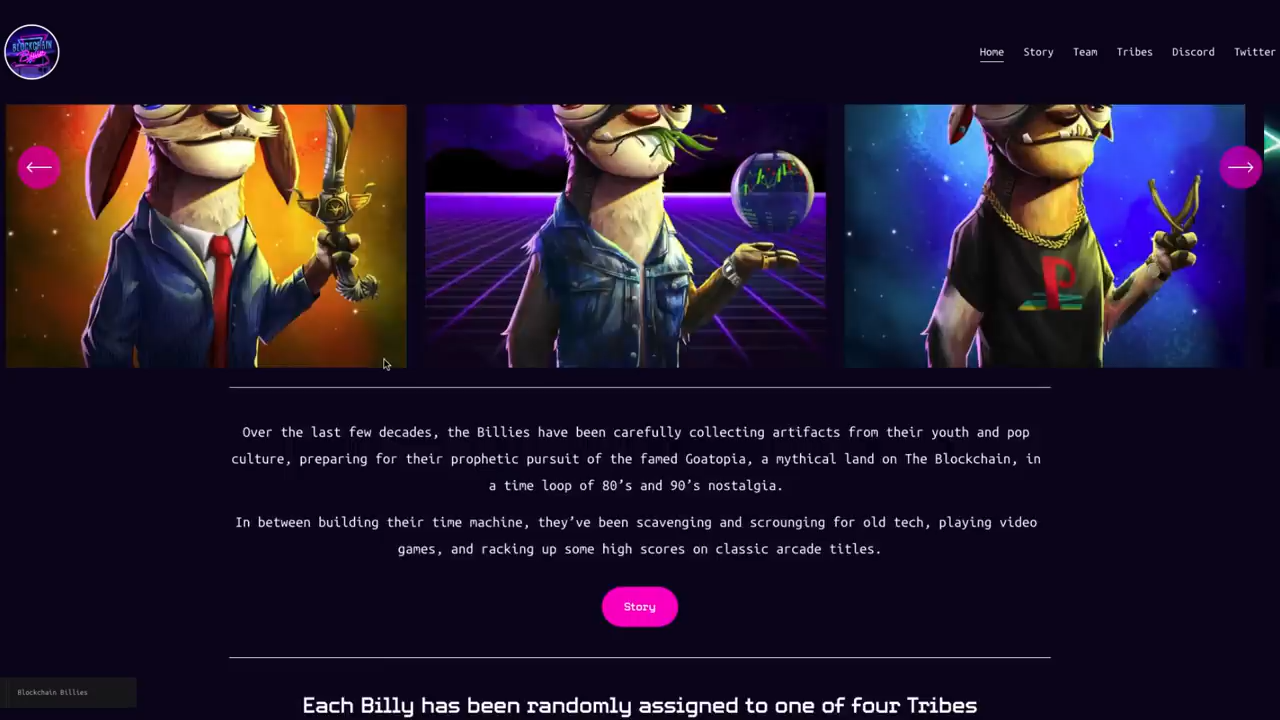 BLOCKCHAIN
Billies
Home Story Team Tribes Discord Twitter
Over the last few decades, the Billies have been carefully collecting artifacts from their youth and pop
culture, preparing for their prophetic pursuit of the famed Goatopia, a mythical land on The Blockchain, in
a time loop of 80’s and 90’s nostalgia.
In between building their time machine, they’ve been scavenging and scrounging for old tech, playing video
games, and racking up some high scores on classic arcade titles.
Story
Each Billy has been randomly assigned to one of four Tribes
Blockchain Billies